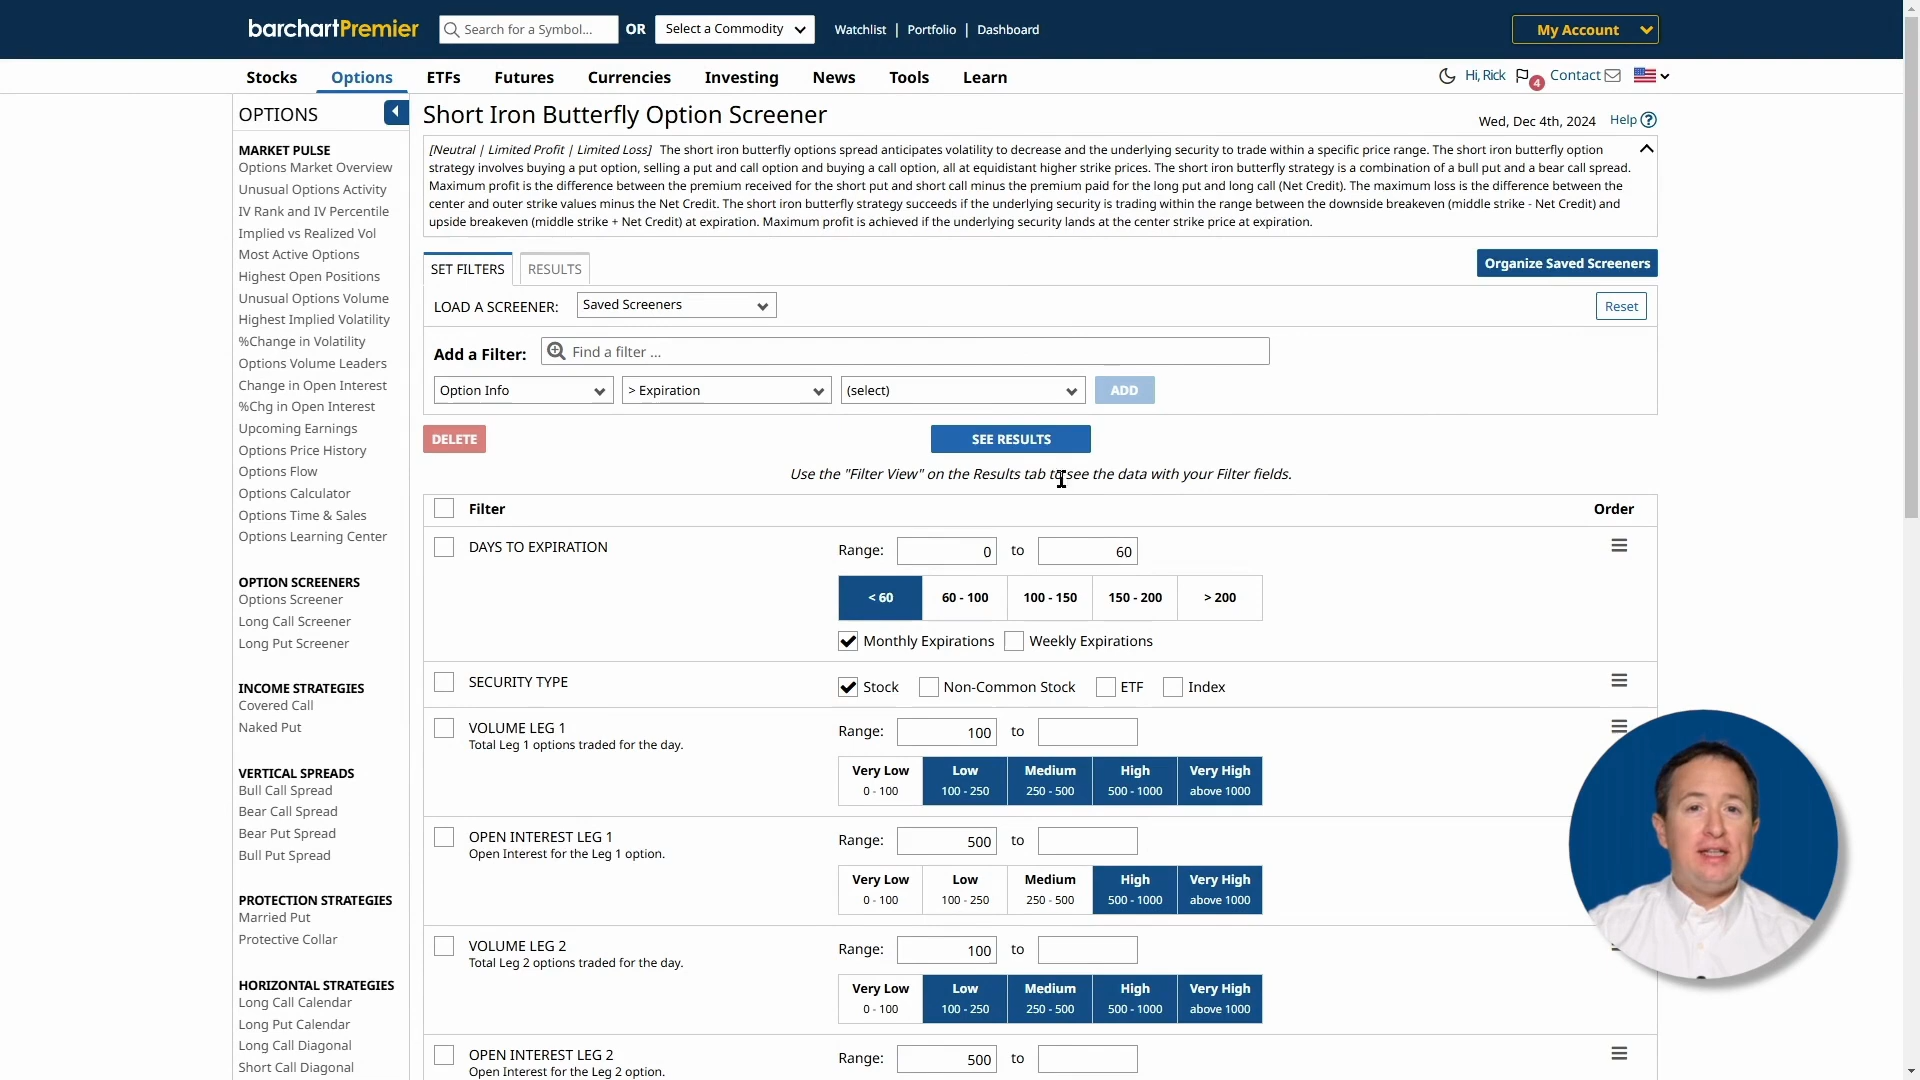 barchartPremier
Search for a Symbol...
OR
Select a Commodity
Watchlist | Portfolio | Dashboard
My Account
Stocks Options ETFs Futures Currencies Investing News Tools Learn
Hi, Rick
4
Contact
OPTIONS
MARKET PULSE
Options Market Overview
Unusual Options Activity
IV Rank and IV Percentile
Implied vs Realized Vol
Most Active Options
Highest Open Positions
Unusual Options Volume
Highest Implied Volatility
%Change in Volatility
Options Volume Leaders
Change in Open Interest
%Chg in Open Interest
Upcoming Earnings
Options Price History
Options Flow
Options Calculator
Options Time & Sales
Options Learning Center
OPTION SCREENERS
Options Screener
Long Call Screener
Long Put Screener
INCOME STRATEGIES
Covered Call
Naked Put
VERTICAL SPREADS
Bull Call Spread
Bear Call Spread
Bear Put Spread
Bull Put Spread
PROTECTION STRATEGIES
Married Put
Protective Collar
HORIZONTAL STRATEGIES
Long Call Calendar
Long Put Calendar
Long Call Diagonal
Short Call Diagonal
Short Iron Butterfly Option Screener
Wed, Dec 4th, 2024
Help
[Neutral | Limited Profit | Limited Loss] The short iron butterfly options spread anticipates volatility to decrease and the underlying security to trade within a specific price range. The short iron butterfly option
strategy involves buying a put option, selling a put and call option and buying a call option, all at equidistant higher strike prices. The short iron butterfly strategy is a combination of a bull put and a bear call spread.
Maximum profit is the difference between the premium received for the short put and short call minus the premium paid for the long put and long call (Net Credit). The maximum loss is the difference between the
center and outer strike values minus the Net Credit. The short iron butterfly strategy succeeds if the underlying security is trading within the range between the downside breakeven (middle strike - Net Credit) and
upside breakeven (middle strike + Net Credit) at expiration. Maximum profit is achieved if the underlying security lands at the center strike price at expiration.
SET FILTERS
RESULTS
Organize Saved Screeners
LOAD A SCREENER:
Saved Screeners
Reset
Add a Filter:
Find a filter ...
Option Info
> Expiration
(select)
ADD
DELETE
SEE RESULTS
Use the "Filter View" on the Results tab to see the data with your Filter fields.
Filter
Order
DAYS TO EXPIRATION
Range: 0 to 60
< 60
60 - 100
100 - 150
150 - 200
> 200
Monthly Expirations
Weekly Expirations
SECURITY TYPE
Stock
Non-Common Stock
ETF
Index
VOLUME LEG 1
Total Leg 1 options traded for the day.
Range: 100 to
Very Low Low Medium High Very High
0 - 100 100 - 250 250 - 500 500 - 1000 above 1000
OPEN INTEREST LEG 1
Open Interest for the Leg 1 option.
Range: 500 to
Very Low Low Medium High Very High
0 - 100 100 - 250 250 - 500 500 - 1000 above 1000
VOLUME LEG 2
Total Leg 2 options traded for the day.
Range: 100 to
Very Low Low Medium High Very High
0 - 100 100 - 250 250 - 500 500 - 1000 above 1000
OPEN INTEREST LEG 2
Open Interest for the Leg 2 option.
Range: 500 to